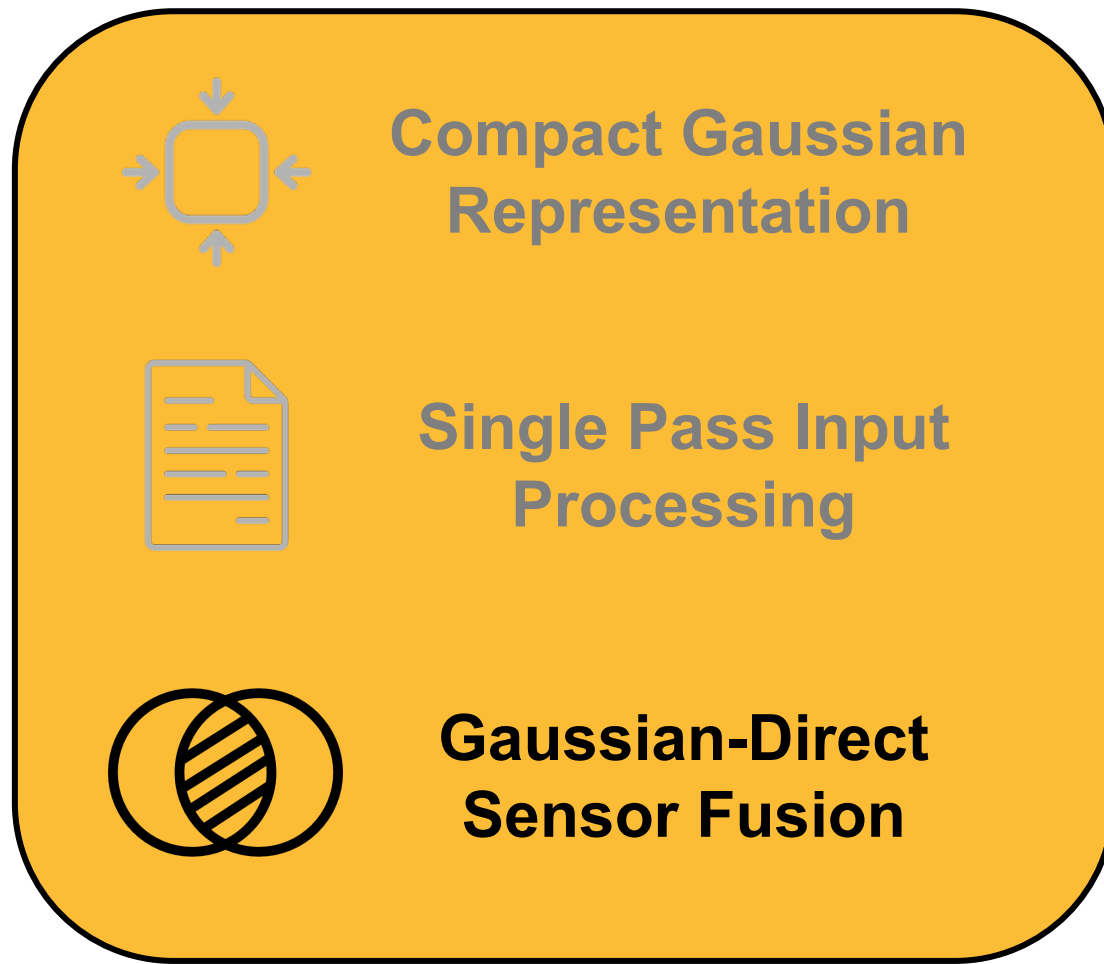 Compact Gaussian
Representation
Single Pass Input
Processing
Gaussian-Direct
Sensor Fusion